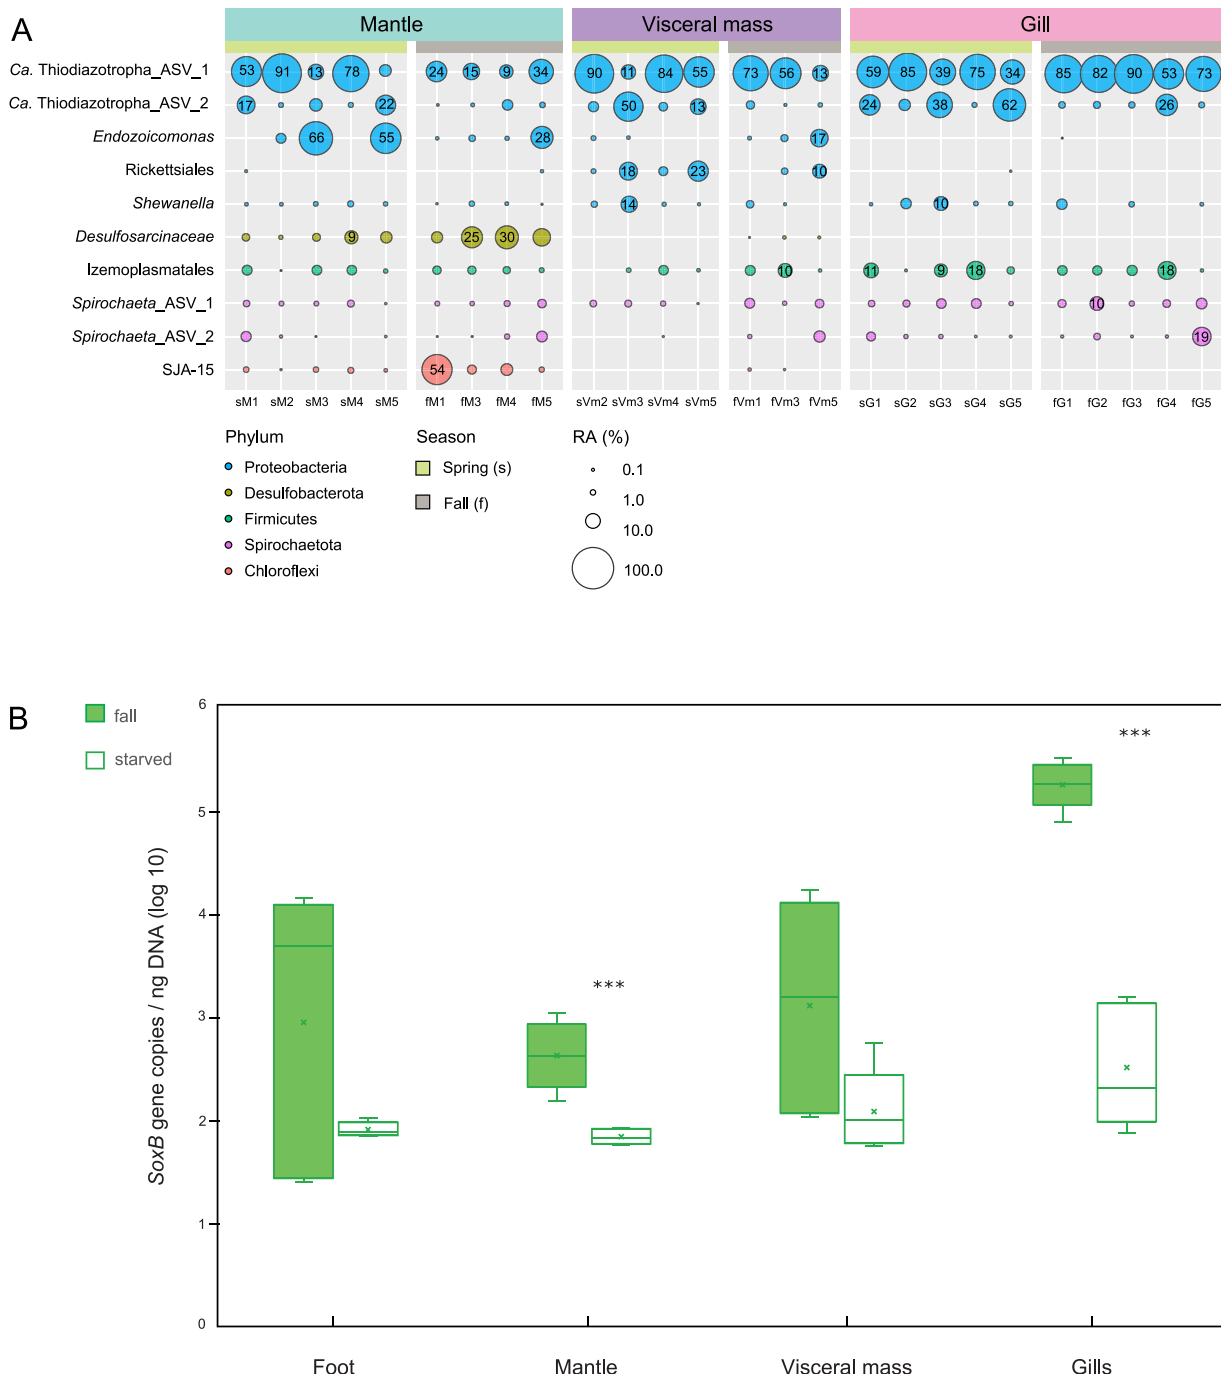 A
Mantle Visceral mass Gill
Ca. Thiodiazotropha_ASV_1 53 91 13 78 24 15 9 34 90 11 84 55 73 56 13 59 85 39 75 34 85 82 90 53 73
Ca. Thiodiazotropha_ASV_2 17 22 50 13 24 38 62 26
Endozoicomonas 66 55 28 17
Rickettsiales 18 23 10
Shewanella 14 10
Desulfosarcinaceae 9 25 30
Izemoplasmatales 10 11 9 18 18
Spirochaeta_ASV_1 10
Spirochaeta_ASV_2 19
SJA-15 54
sM1 sM2 sM3 sM4 sM5 fM1 fM3 fM4 fM5 sVm2 sVm3 sVm4 sVm5 fVm1 fVm3 fVm5 sG1 sG2 sG3 sG4 sG5 fG1 fG2 fG3 fG4 fG5
Phylum Season RA (%)
Proteobacteria Spring (s) 0.1
Desulfobacterota Fall (f) 1.0
Firmicutes 10.0
Spirochaetota
Chloroflexi 100.0
B
fall
starved
SoxB gene copies / ng DNA (log 10)
6
5
4
3
2
1
0
***
***
Foot Mantle Visceral mass Gills